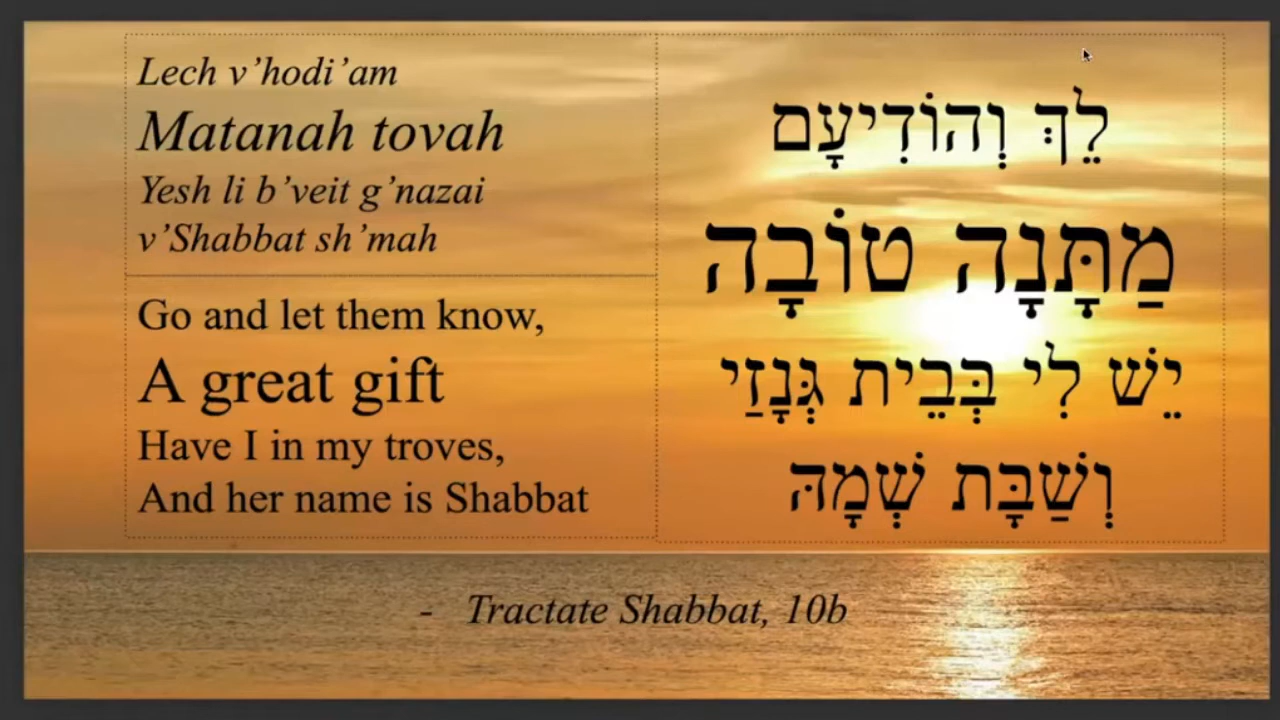 Lech v’hodi’am
Matanah tovah
Yesh li b’veit g’nazai
v’Shabbat sh’mah
Go and let them know,
A great gift
Have I in my troves,
And her name is Shabbat
לֵךְ וְהוֹדִיעָם
מַתָּנָה טוֹבָה
יֵשׁ לִי בְּבֵית גְּנָזַי
וְשַׁבָּת שְׁמָהּ
- Tractate Shabbat, 10b